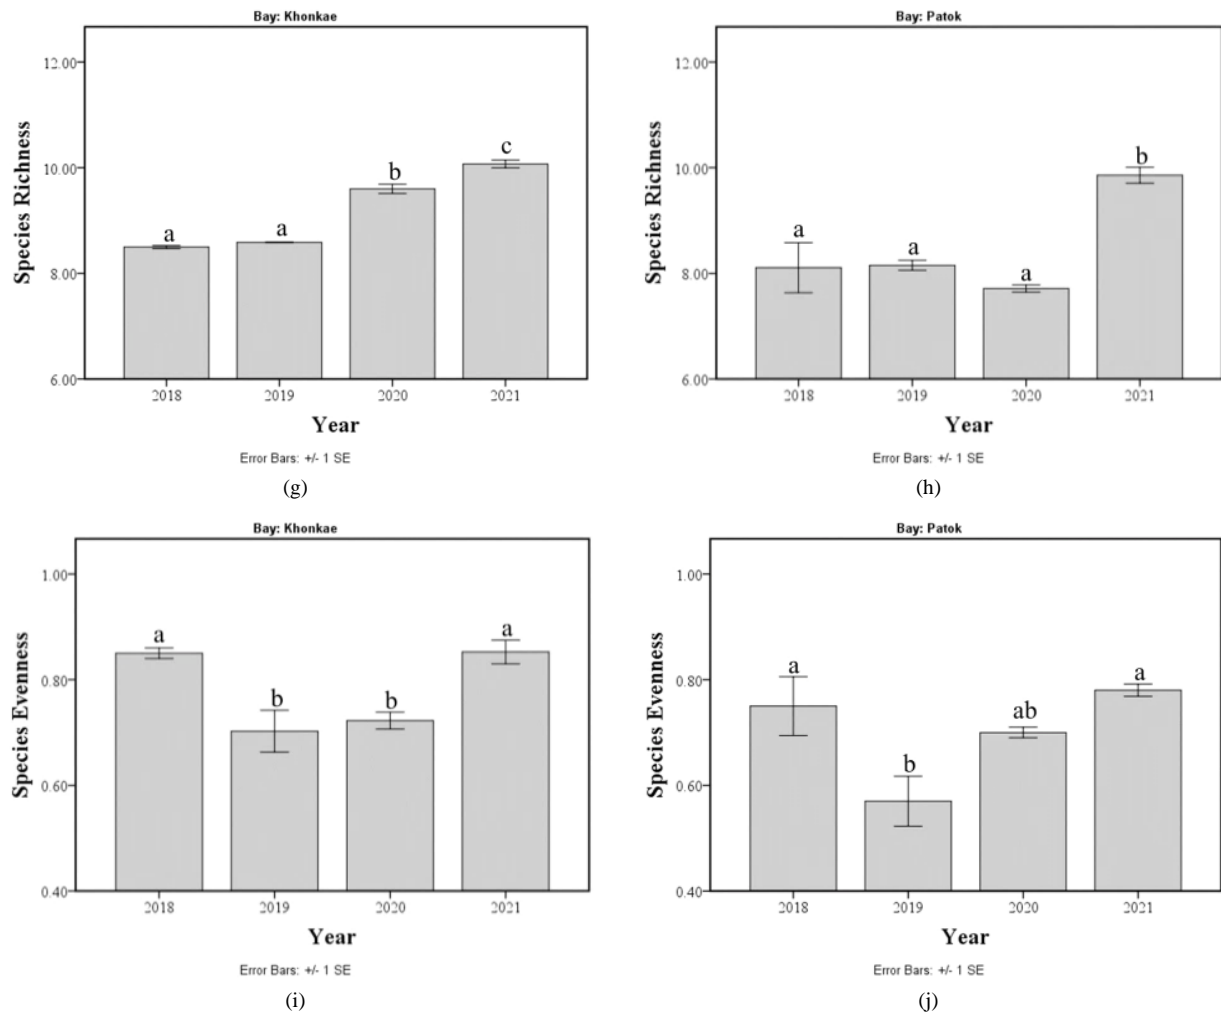 Bay: Khonkae
12.00
10.00
8.00
6.00
Species Richness
a
a
b
c
2018 2019 2020 2021
Year
Error Bars: +/- 1 SE
(g)
Bay: Patok
12.00
10.00
8.00
6.00
Species Richness
a
a
a
b
2018 2019 2020 2021
Year
Error Bars: +/- 1 SE
(h)
Bay: Khonkae
1.00
0.80
0.60
0.40
Species Evenness
a
b
b
a
2018 2019 2020 2021
Year
Error Bars: +/- 1 SE
(i)
Bay: Patok
1.00
0.80
0.60
0.40
Species Evenness
a
b
ab
a
2018 2019 2020 2021
Year
Error Bars: +/- 1 SE
(j)